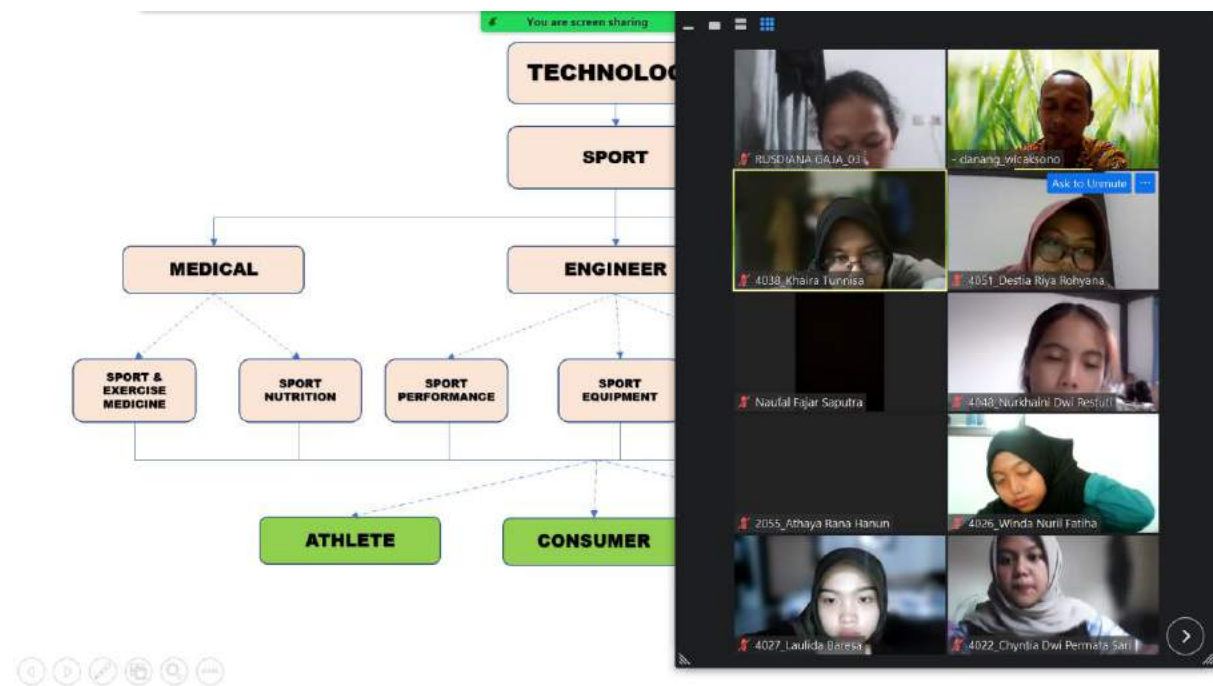 You are screen sharing
TECHNOLOG
SPORT
MEDICAL
ENGINEER
SPORT &
EXERCISE
MEDICINE
SPORT
NUTRITION
SPORT
PERFORMANCE
SPORT
EQUIPMENT
ATHLETE
CONSUMER
RUSDIANA GAJA_031
- danang_wicaksono
Ask to Unmute
4038_Khaira Tunnisa
4051_Destia Riya Rohyana
Naufal Fajar Saputra
4048_Nurkhaini Dwi Restuti
2055_Athaya Rana Hanun
4026_Winda Nuril Fatiha
4027_Laulida Baresa
4022_Chyntia Dwi Permata Sari